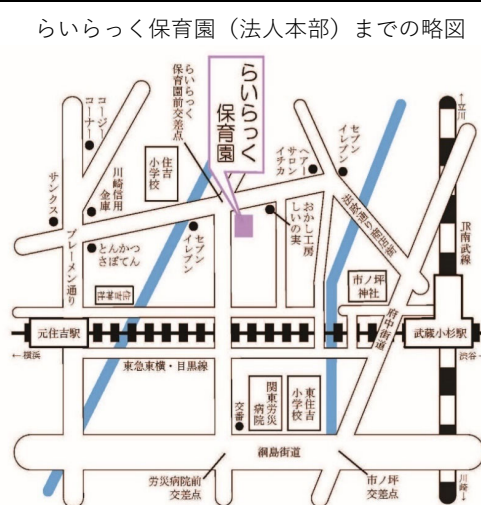 らいらっく保育園（法人本部）までの略図
コージー
コーナー
サンクス
川崎信用
金庫
住吉
小学校
らいらっく
保育園前交差点
らいらっく
保育園
ヘアー
サロン
イチカ
セブン
イレブン
↑立川
JR南武線
法政通り商店街
おかし工房
しいの実
セブン
イレブン
とんかつ
さぼてん
ブレーメン通り
市ノ坪
神社
府中街道
元住吉駅
武蔵小杉駅
←横浜
渋谷→
東急東横・目黒線
交番
関東労災
病院
東住吉
小学校
綱島街道
労災病院前
交差点
市ノ坪
交差点
川崎→